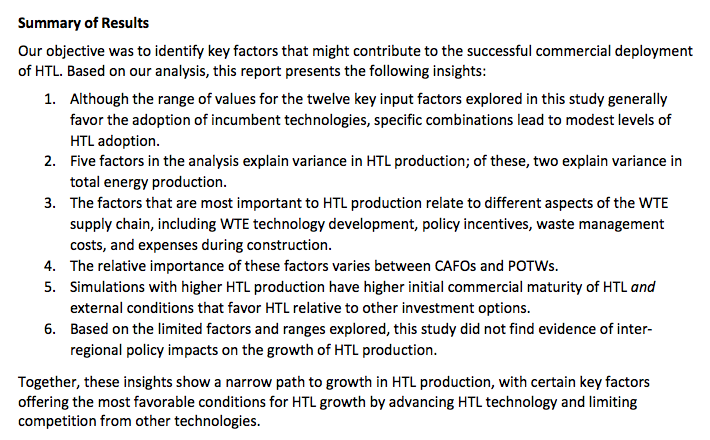 Summary of Results
Our objective was to identify key factors that might contribute to the successful commercial deployment
of HTL. Based on our analysis, this report presents the following insights:
1. Although the range of values for the twelve key input factors explored in this study generally
favor the adoption of incumbent technologies, specific combinations lead to modest levels of
HTL adoption.
2. Five factors in the analysis explain variance in HTL production; of these, two explain variance in
total energy production.
3. The factors that are most important to HTL production relate to different aspects of the WTE
supply chain, including WTE technology development, policy incentives, waste management
costs, and expenses during construction.
4. The relative importance of these factors varies between CAFOs and POTWs.
5. Simulations with higher HTL production have higher initial commercial maturity of HTL and
external conditions that favor HTL relative to other investment options.
6. Based on the limited factors and ranges explored, this study did not find evidence of inter-
regional policy impacts on the growth of HTL production.
Together, these insights show a narrow path to growth in HTL production, with certain key factors
offering the most favorable conditions for HTL growth by advancing HTL technology and limiting
competition from other technologies.